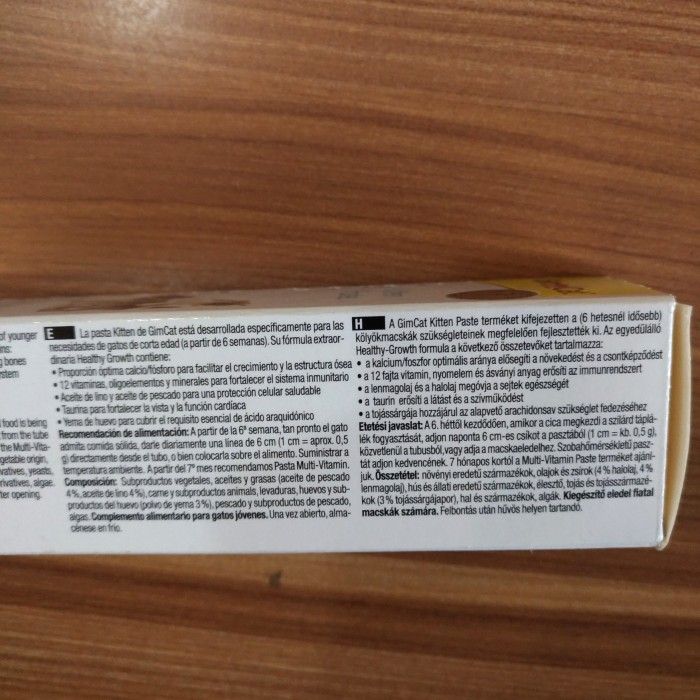 of younger
ns:
g bones
stem
food is being
from the tube
the Multi-Vita-
getable origin,
vatives, yeasts,
rivatives, algae.
ter opening.
E La pasta Kitten de GimCat está desarrollada específicamente para las
necesidades de gatos de corta edad (a partir de 6 semanas). Su fórmula extraor-
dinaria Healthy Growth contiene:
• Proporción óptima calcio/fósforo para facilitar el crecimiento y la estructura ósea
• 12 vitaminas, oligoelementos y minerales para fortalecer el sistema inmunitario
• Aceite de lino y aceite de pescado para una protección celular saludable
• Taurina para fortalecer la vista y la función cardíaca
• Yema de huevo para cubrir el requisito esencial de ácido araquidónico
Recomendación de alimentación: A partir de la 6ª semana, tan pronto el gato
admita comida sólida, darle diariamente una línea de 6 cm (1 cm = aprox. 0,5
g) directamente desde el tubo, o bien colocarla sobre el alimento. Suministrar a
temperatura ambiente. A partir del 7º mes recomendamos Pasta Multi-Vitamin.
Composición: Subproductos vegetales, aceites y grasas (aceite de pescado
4 %, aceite de lino 4 %), carne y subproductos animales, levaduras, huevos y sub-
productos del huevo (polvo de yema 3 %), pescado y subproductos de pescado,
algas. Complemento alimentario para gatos jóvenes. Una vez abierto, alma-
cénese en frío.
H A GimCat Kitten Paste terméket kifejezetten a (6 hetesnél idősebb)
kölyökmacskák szükségleteinek megfelelően fejlesztették ki. Az egyedülálló
Healthy-Growth formula a következő összetevőket tartalmazza:
• a kalcium/foszfor optimális aránya elősegíti a növekedést és a csontképződést
• a 12 fajta vitamin, nyomelem és ásványi anyag erősíti az immunrendszert
• a lenmagolaj és a halolaj megóvja a sejtek egészségét
• a taurin erősíti a látást és a szívműködést
• a tojássárgája hozzájárul az alapvető arachidonsav szükséglet fedezéséhez
Etetési javaslat: A 6. héttől kezdődően, amikor a cica megkezdi a szilárd táplá-
lék fogyasztását, adjon naponta 6 cm-es csíkot a pasztából (1 cm = kb. 0,5 g),
közvetlenül a tubusból, vagy adja a macskaeledelhez. Szobahőmérsékletű pasz-
tát adjon kedvencének. 7 hónapos kortól a Multi-Vitamin Paste terméket ajánl-
juk. Összetétel: növényi eredetű származékok, olajok és zsírok (4 % halolaj, 4 %
lenmagolaj), hús és állati eredetű származékok, élesztő, tojás és tojásszármazé-
kok (3 % tojássárgájapor), hal és származékok, algák. Kiegészítő eledel fiatal
macskák számára. Felbontás után hűvös helyen tartandó.